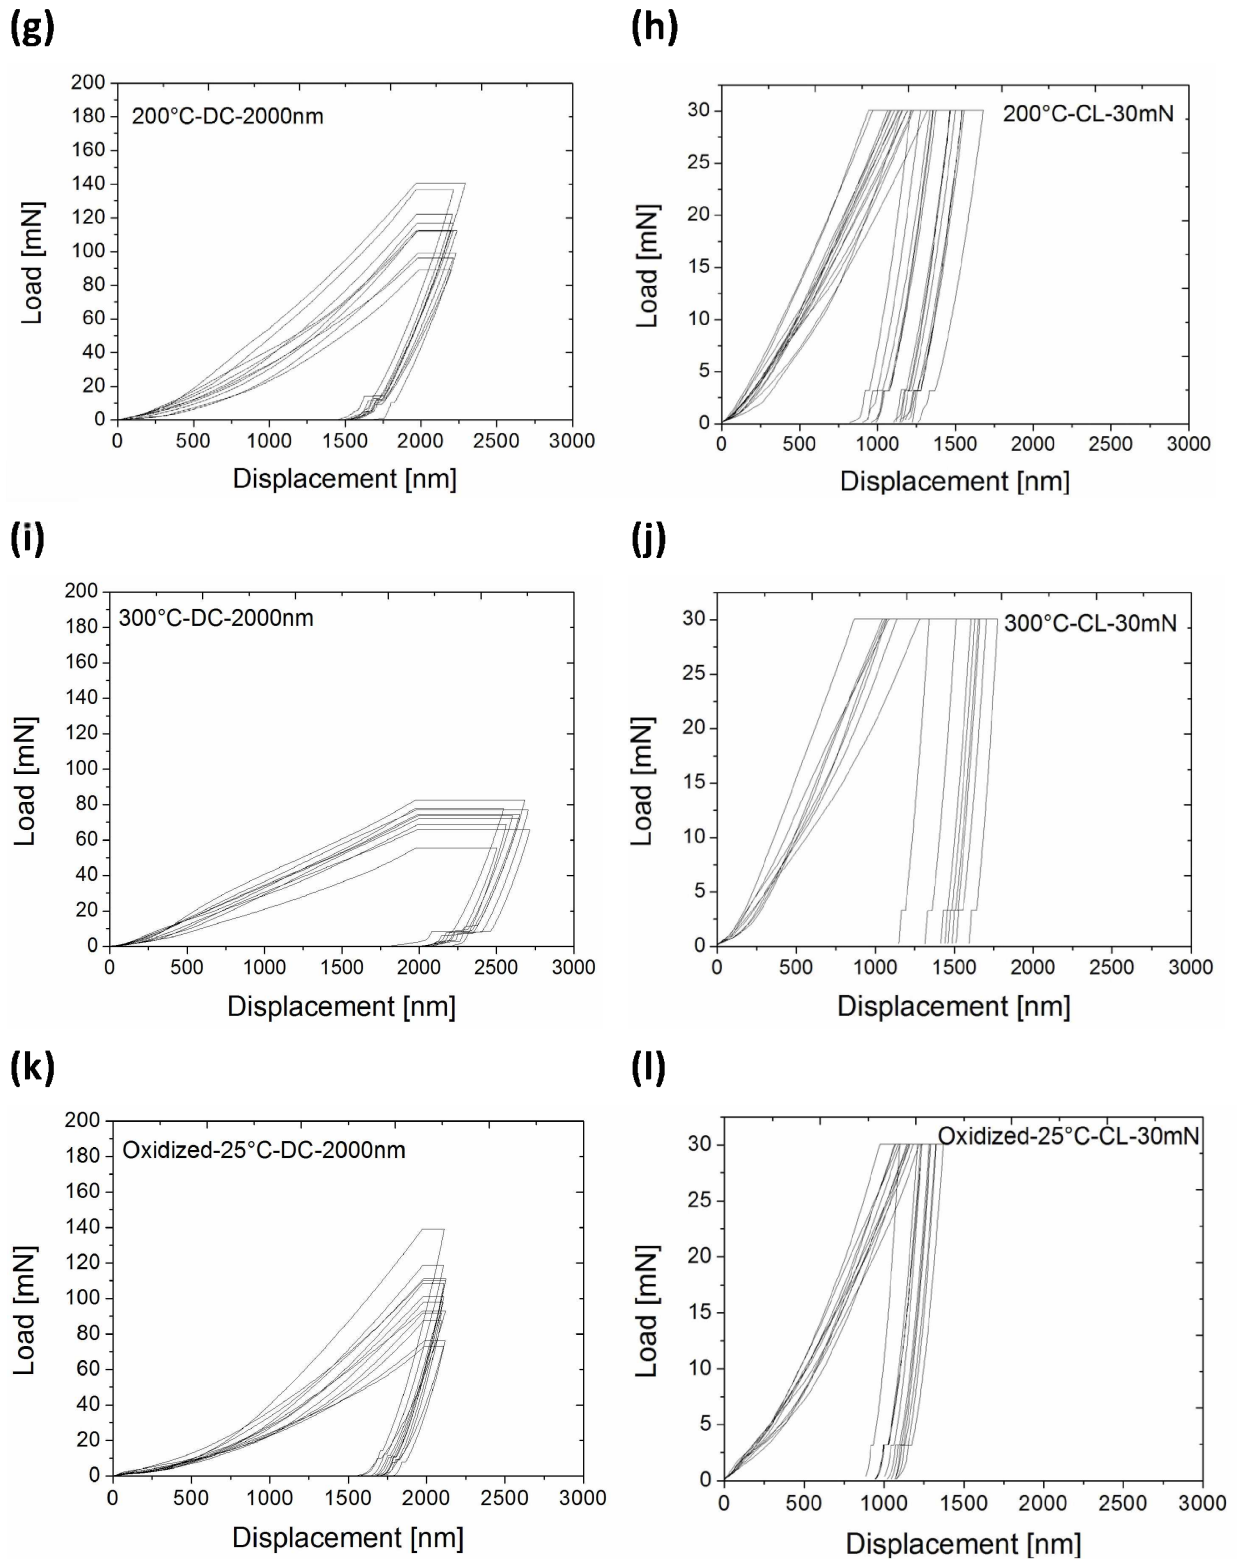 (g)
(h)
200°C-DC-2000nm
200
180
160
140
120
100
80
60
40
20
0
Load [mN]
0 500 1000 1500 2000 2500 3000
Displacement [nm]
200°C-CL-30mN
30
25
20
15
10
5
0
Load [mN]
0 500 1000 1500 2000 2500 3000
Displacement [nm]
(i)
(j)
300°C-DC-2000nm
200
180
160
140
120
100
80
60
40
20
0
Load [mN]
0 500 1000 1500 2000 2500 3000
Displacement [nm]
300°C-CL-30mN
30
25
20
15
10
5
0
Load [mN]
0 500 1000 1500 2000 2500 3000
Displacement [nm]
(k)
(l)
Oxidized-25°C-DC-2000nm
200
180
160
140
120
100
80
60
40
20
0
Load [mN]
0 500 1000 1500 2000 2500 3000
Displacement [nm]
Oxidized-25°C-CL-30mN
30
25
20
15
10
5
0
Load [mN]
0 500 1000 1500 2000 2500 3000
Displacement [nm]